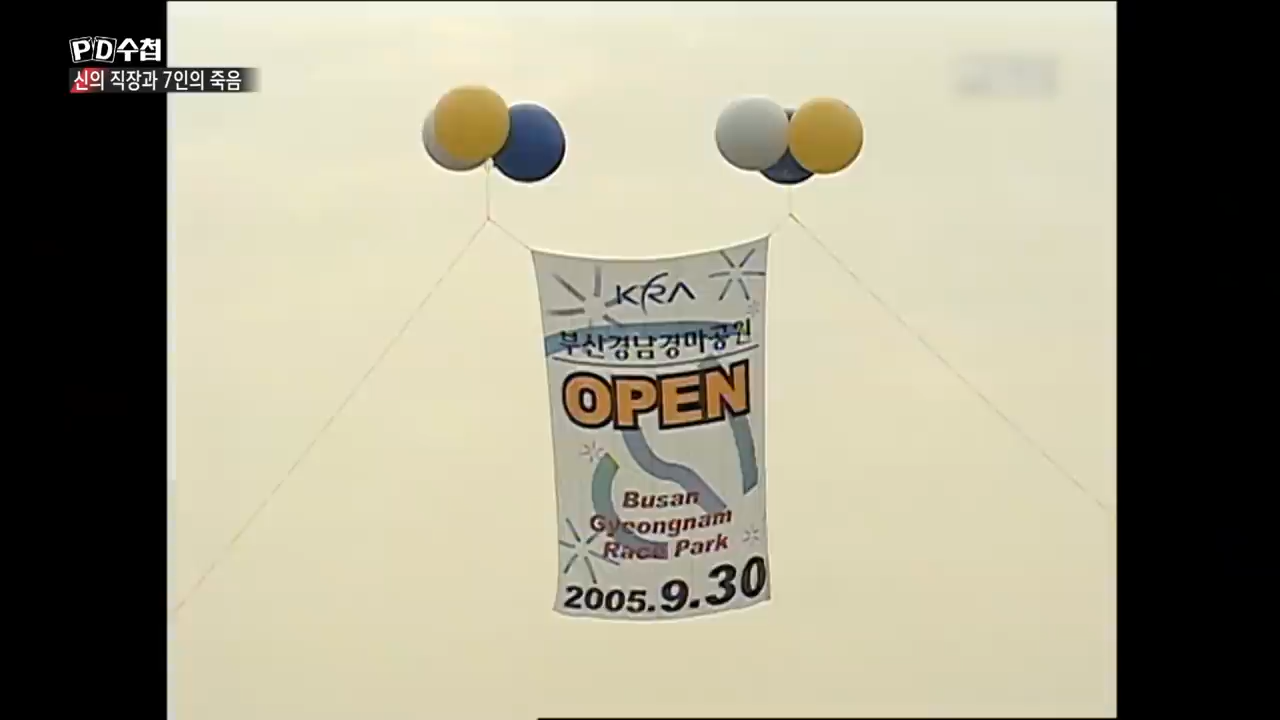 PD수첩
신의 직장과 7인의 죽음
KRA
부산경남경마공원
OPEN
Busan
Gyeongnam
Race Park
2005.9.30